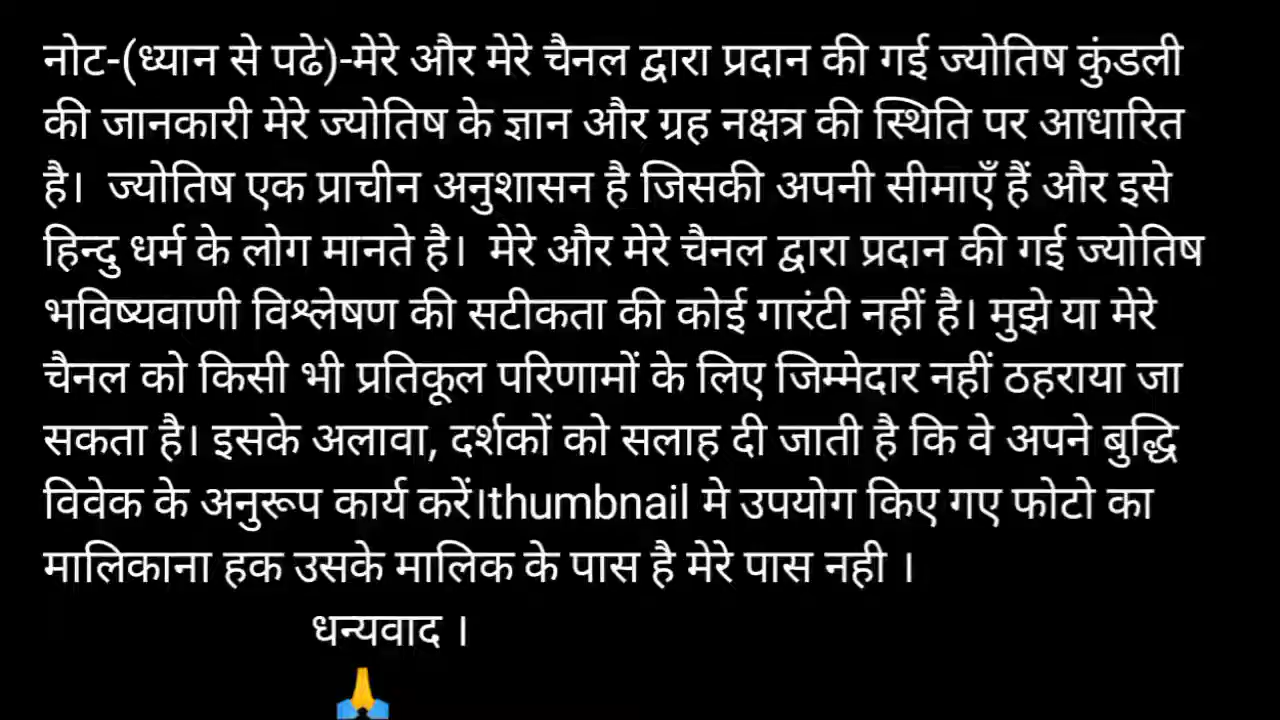 नोट-(ध्यान से पढे)-मेरे और मेरे चैनल द्वारा प्रदान की गई ज्योतिष कुंडली
की जानकारी मेरे ज्योतिष के ज्ञान और ग्रह नक्षत्र की स्थिति पर आधारित
है।  ज्योतिष एक प्राचीन अनुशासन है जिसकी अपनी सीमाएँ हैं और इसे
हिन्दु धर्म के लोग मानते है।  मेरे और मेरे चैनल द्वारा प्रदान की गई ज्योतिष
भविष्यवाणी विश्लेषण की सटीकता की कोई गारंटी नहीं है। मुझे या मेरे
चैनल को किसी भी प्रतिकूल परिणामों के लिए जिम्मेदार नहीं ठहराया जा
सकता है। इसके अलावा, दर्शकों को सलाह दी जाती है कि वे अपने बुद्धि
विवेक के अनुरूप कार्य करें।thumbnail मे उपयोग किए गए फोटो का
मालिकाना हक उसके मालिक के पास है मेरे पास नही ।
धन्यवाद ।
🙏